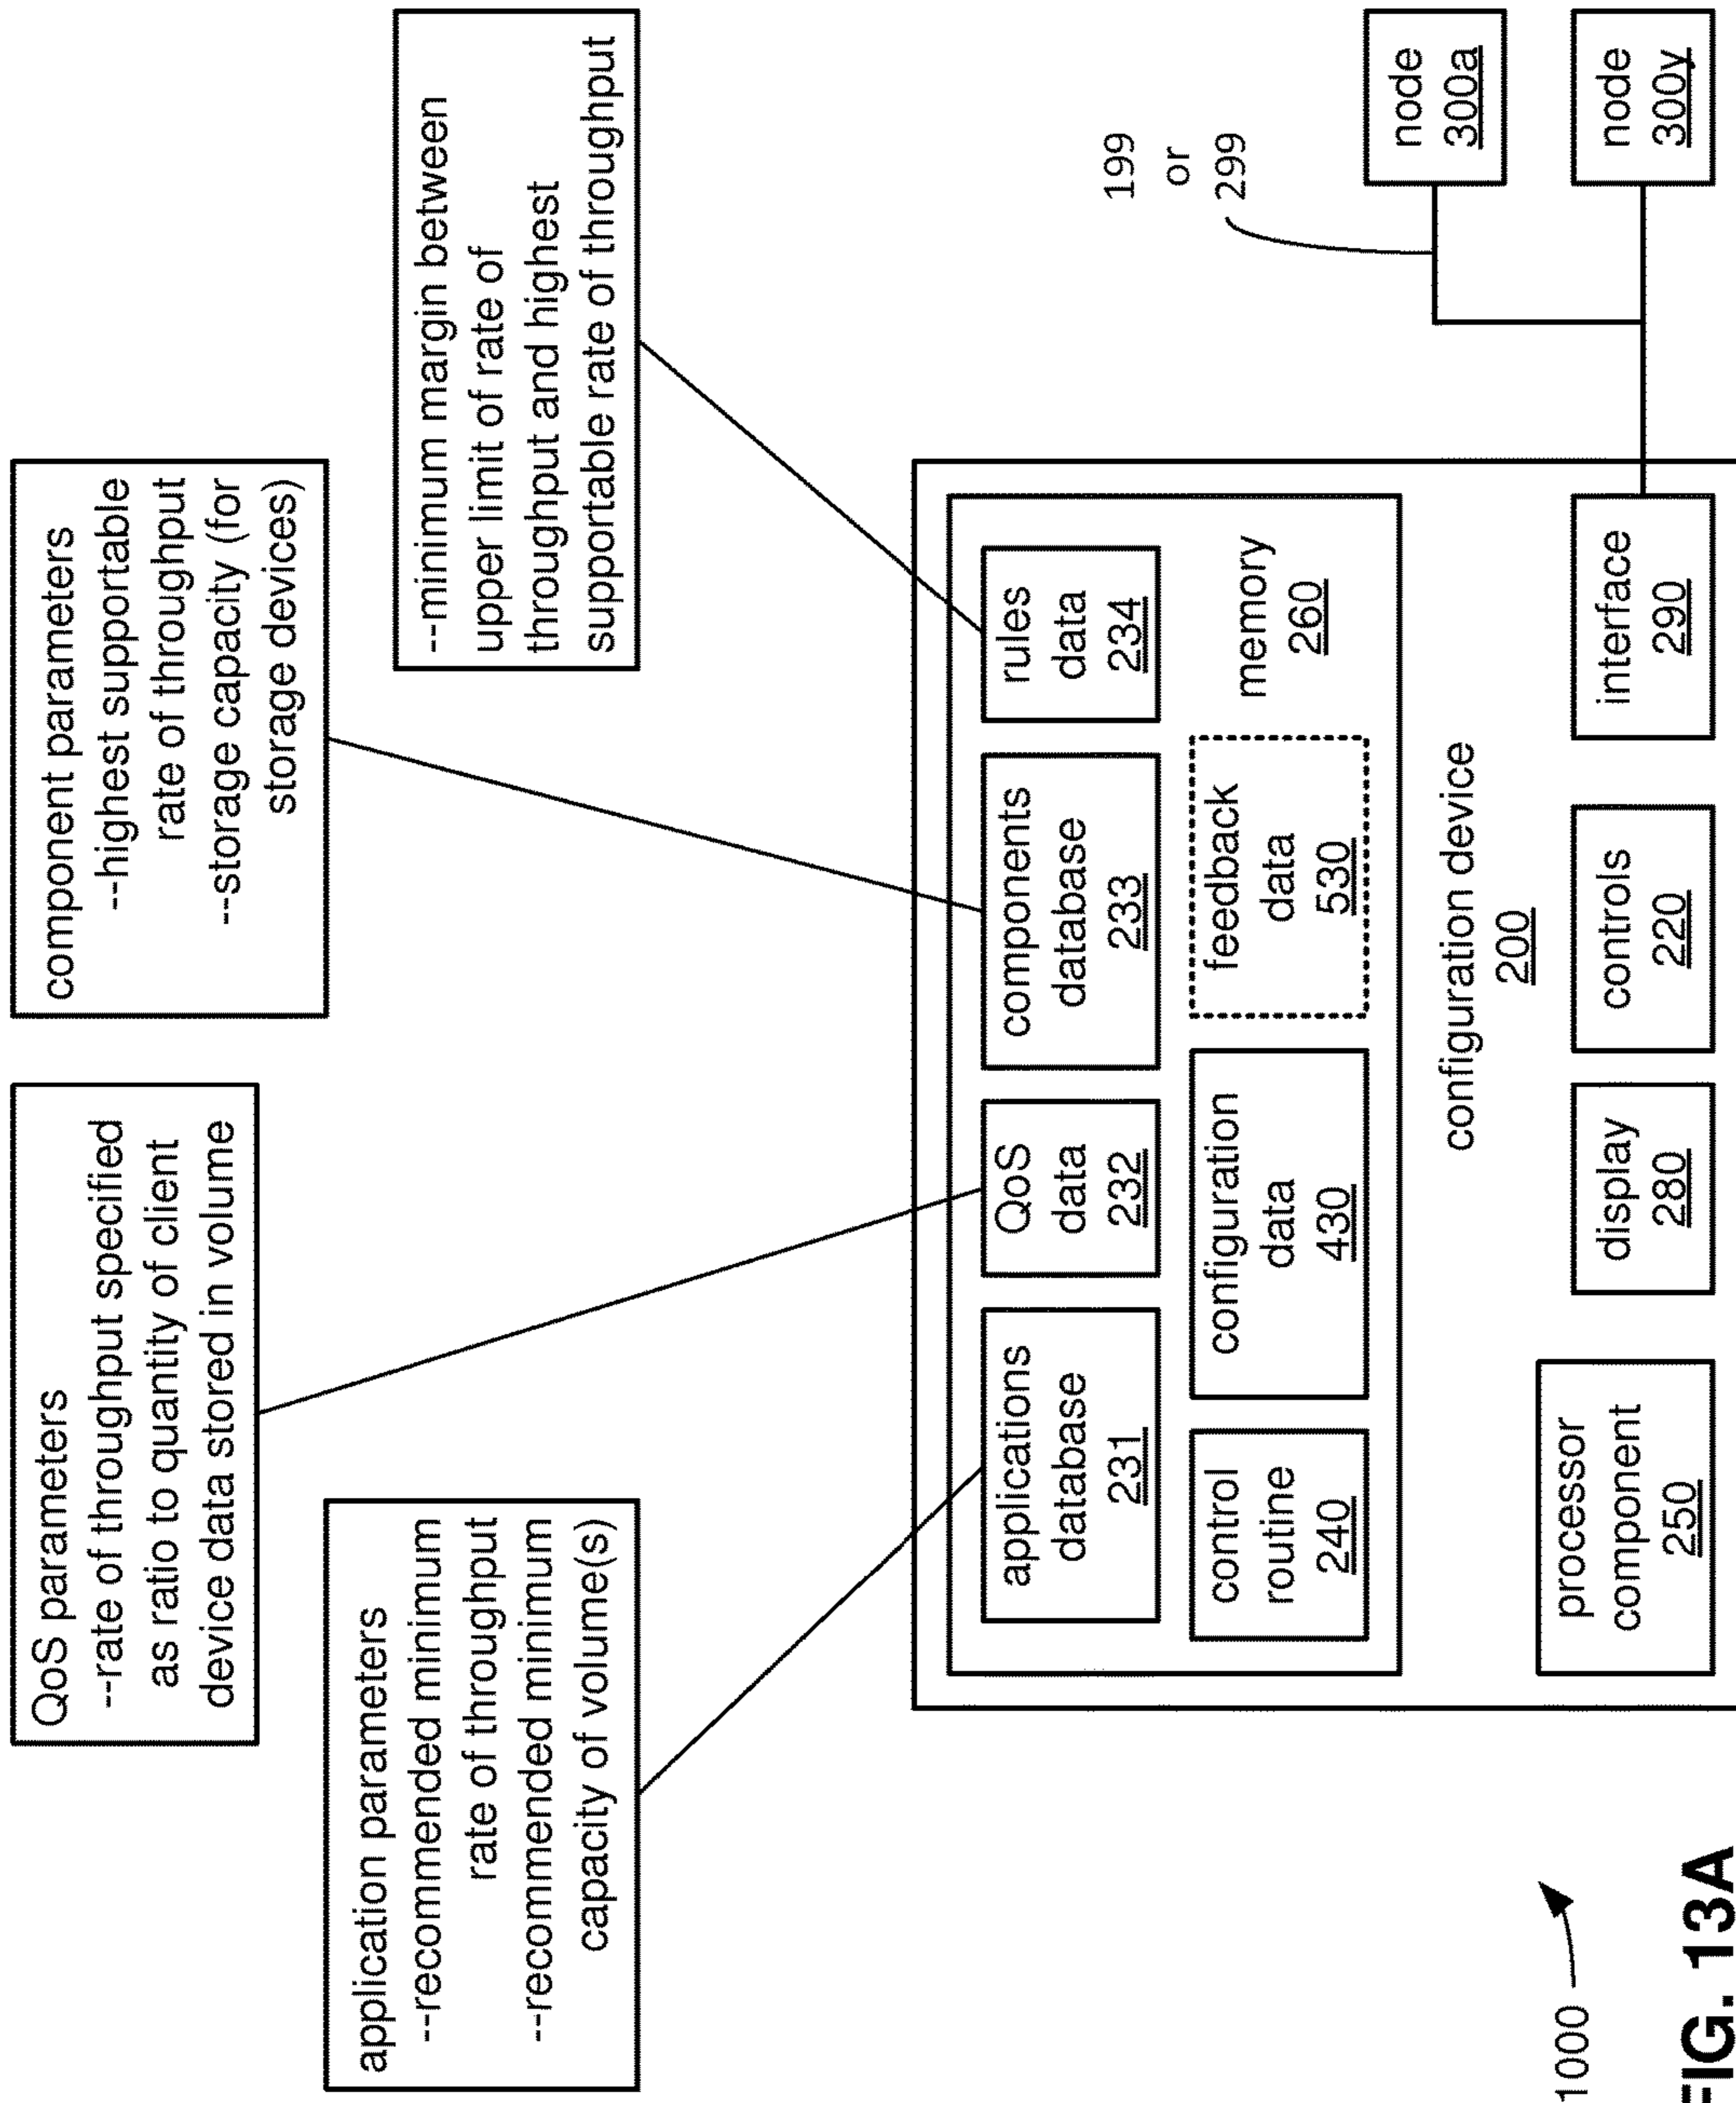 QoS parameters
--rate of throughput specified
as ratio to quantity of client
device data stored in volume
component parameters
--highest supportable
rate of throughput
--storage capacity (for
storage devices)
application parameters
--recommended minimum
rate of throughput
--recommended minimum
capacity of volume(s)
--minimum margin between
upper limit of rate of
throughput and highest
supportable rate of throughput
applications
database
231
QoS
data
232
components
database
233
rules
data
234
control
routine
240
configuration
data
430
feedback
data
530
memory
260
configuration device
200
processor
component
250
display
280
controls
220
interface
290
199
or
299
node
300a
node
300y
1000
FIG. 13A